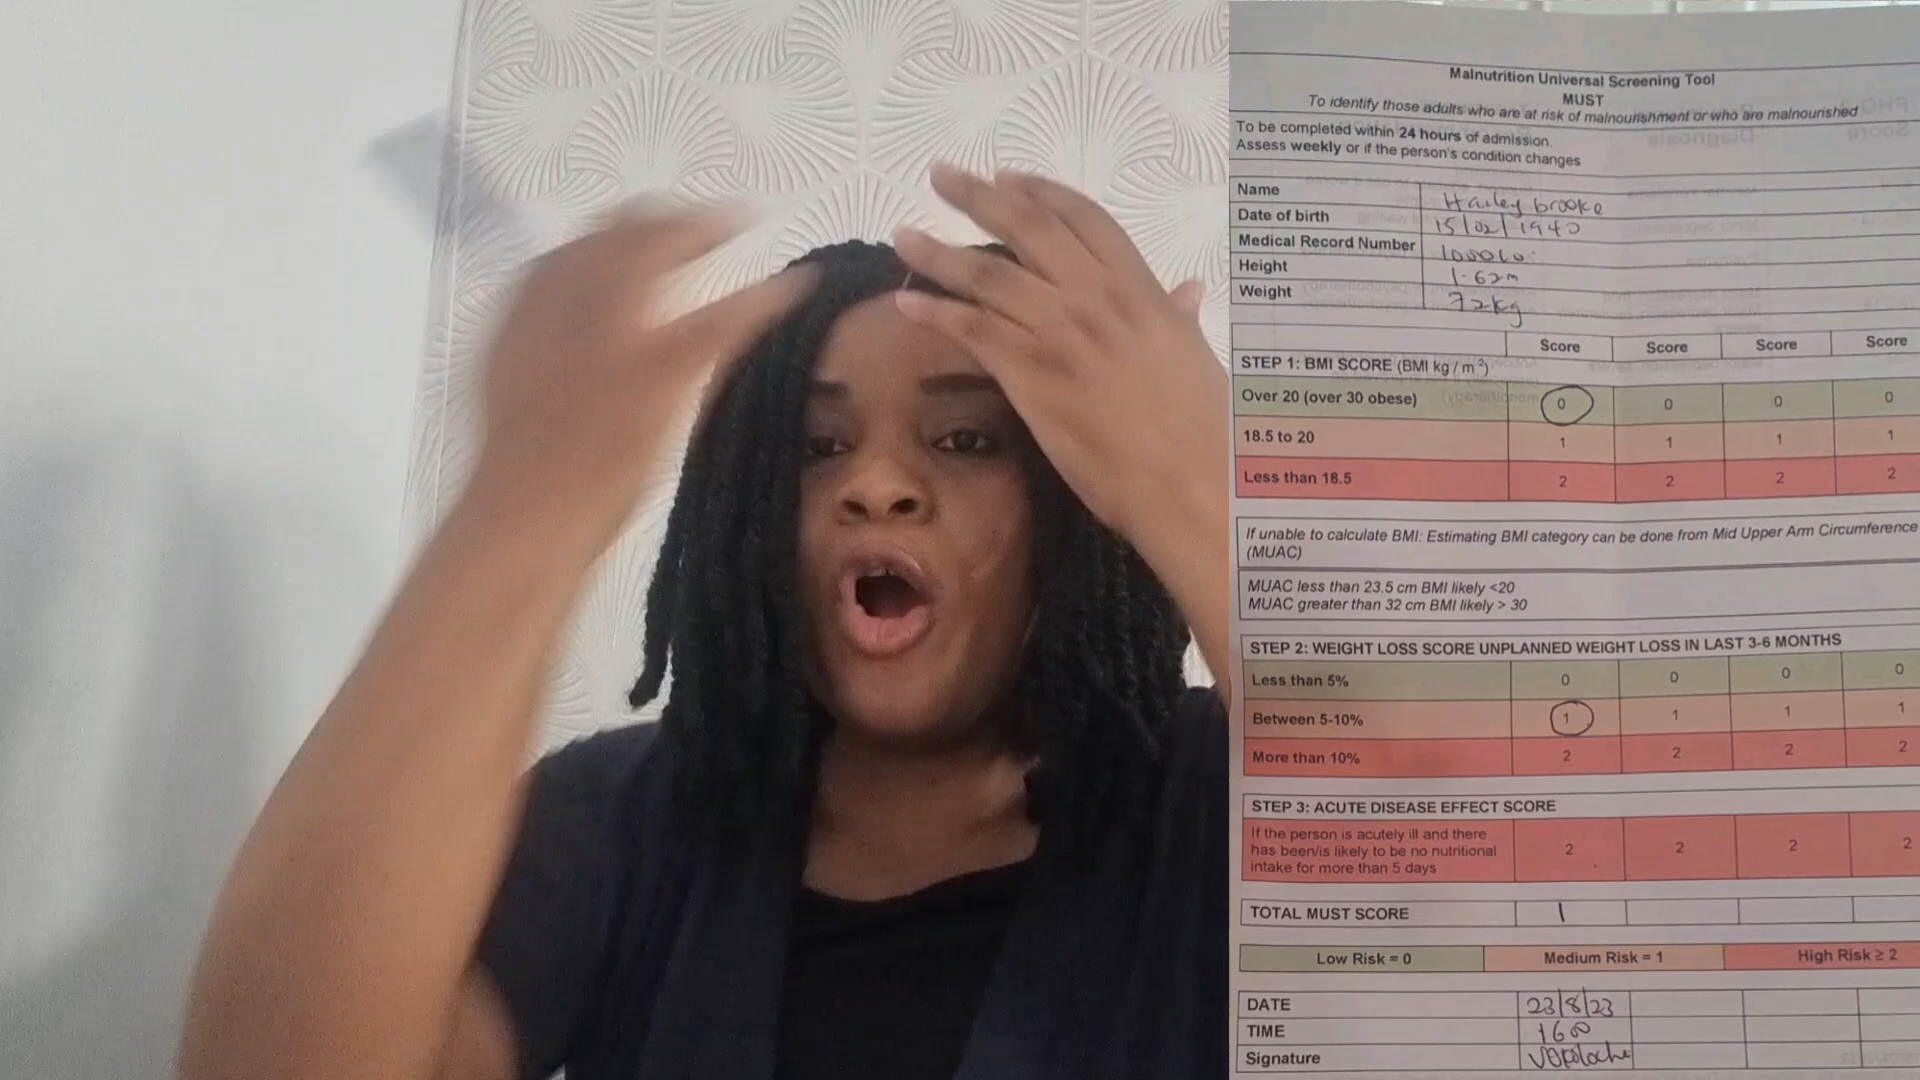 Malnutrition Universal Screening Tool
MUST
To identify those adults who are at risk of malnourishment or who are malnourished
To be completed within 24 hours of admission.
Assess weekly or if the person's condition changes
Name Hailey brooke
Date of birth 15/02/1940
Medical Record Number
Height 1.62m
Weight 72kg
Score Score Score Score
STEP 1: BMI SCORE (BMI kg / m²)
Over 20 (over 30 obese) 0 0 0 0
18.5 to 20 1 1 1 1
Less than 18.5 2 2 2 2
If unable to calculate BMI: Estimating BMI category can be done from Mid Upper Arm Circumference
(MUAC)
MUAC less than 23.5 cm BMI likely <20
MUAC greater than 32 cm BMI likely > 30
STEP 2: WEIGHT LOSS SCORE UNPLANNED WEIGHT LOSS IN LAST 3-6 MONTHS
Less than 5% 0 0 0 0
Between 5-10% 1 1 1 1
More than 10% 2 2 2 2
STEP 3: ACUTE DISEASE EFFECT SCORE
If the person is acutely ill and there
has been/is likely to be no nutritional
intake for more than 5 days 2 2 2 2
TOTAL MUST SCORE 1
Low Risk = 0 Medium Risk = 1 High Risk ≥ 2
DATE 23/8/23
TIME 1600
Signature